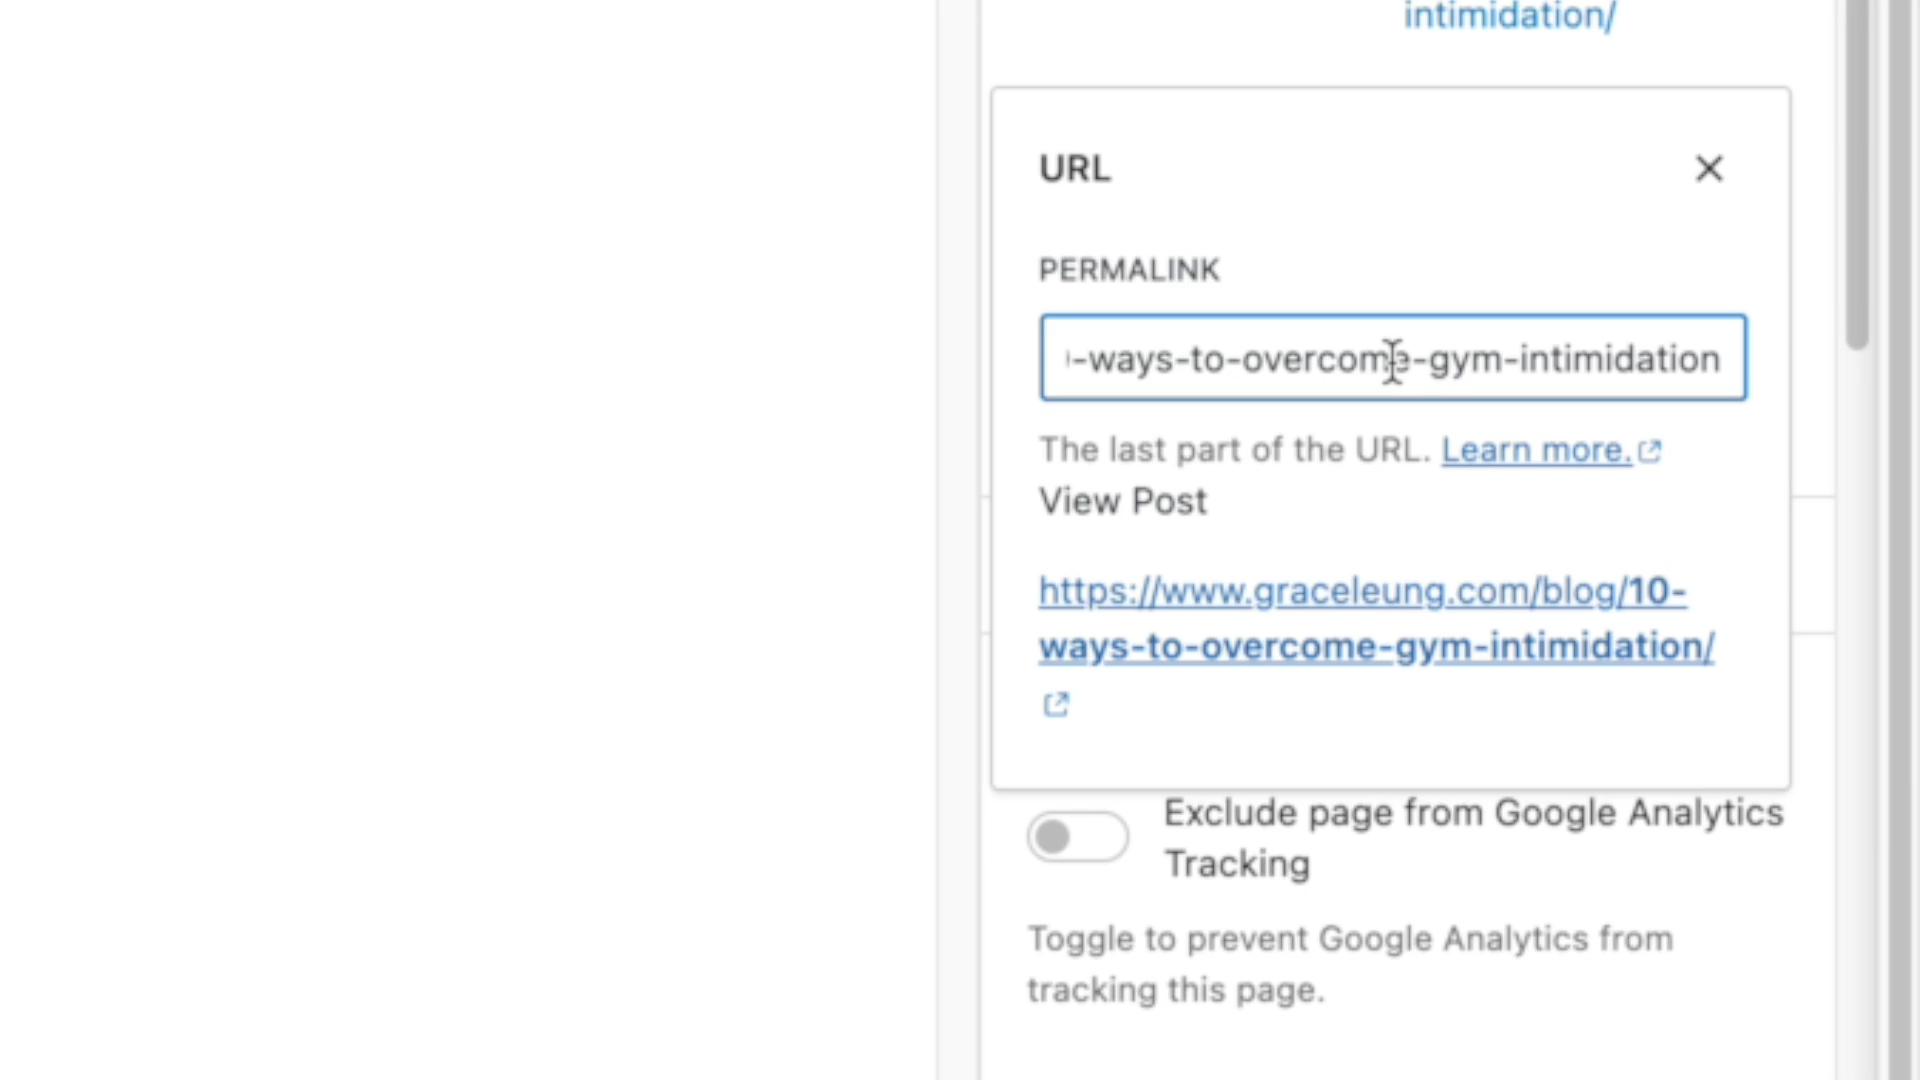 intimidation/
URL
PERMALINK
-ways-to-overcome-gym-intimidation
The last part of the URL. Learn more.
View Post
https://www.graceleung.com/blog/10-
ways-to-overcome-gym-intimidation/
Exclude page from Google Analytics
Tracking
Toggle to prevent Google Analytics from
tracking this page.